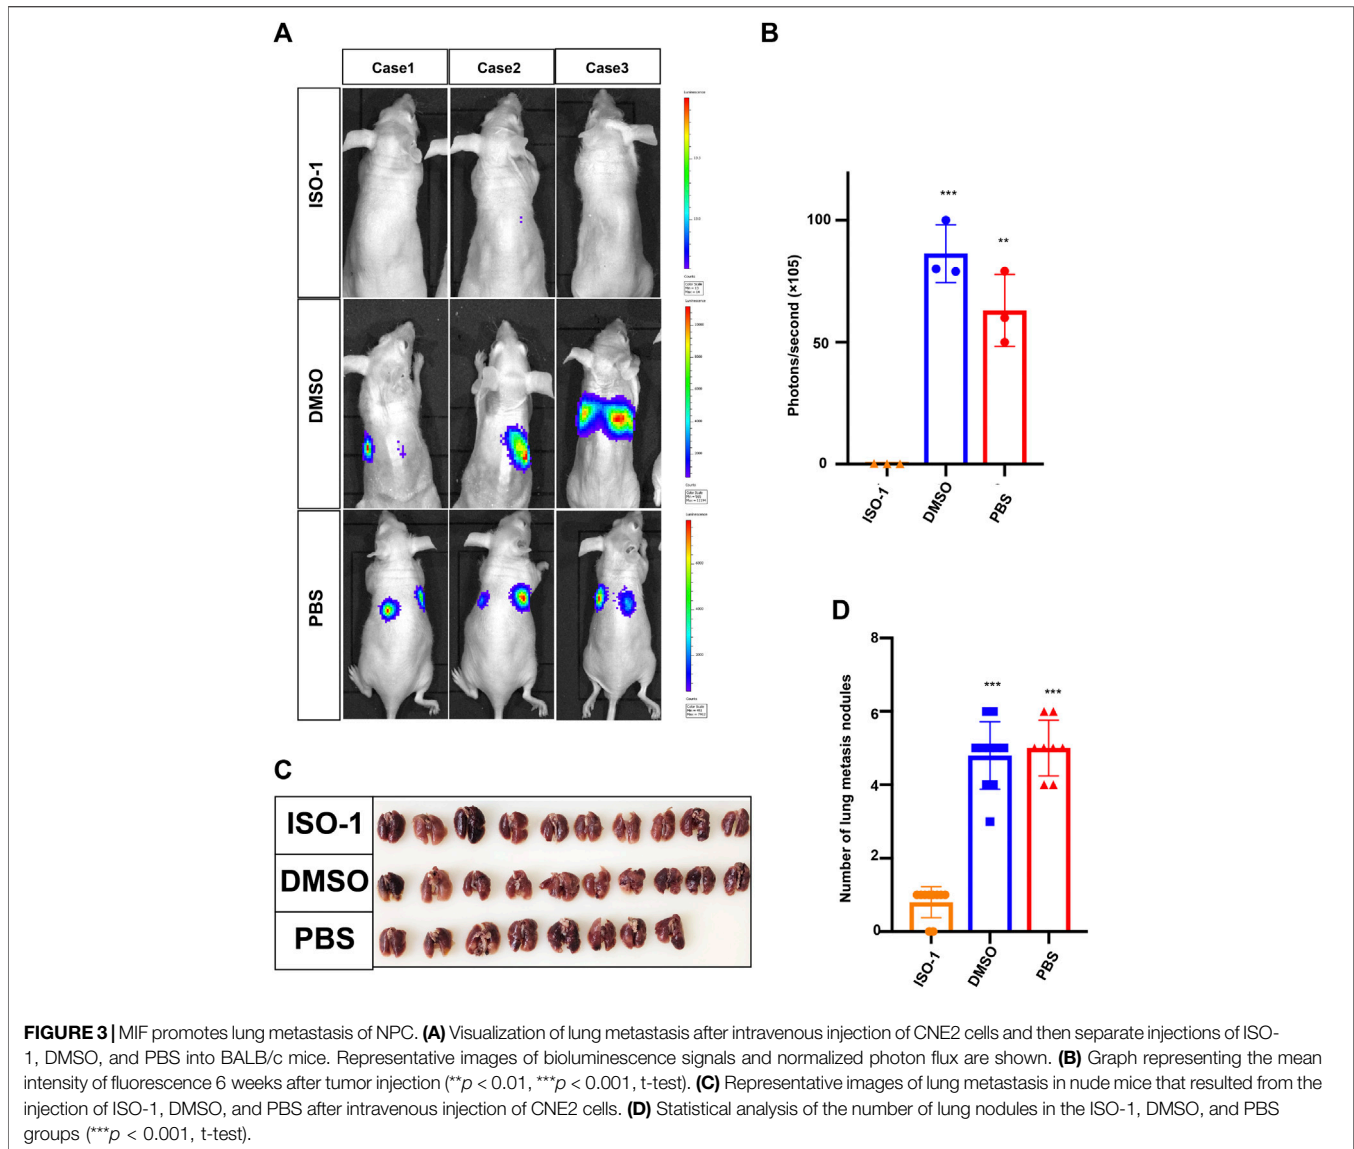 A
B
Case1
Case2
Case3
ISO-1
DMSO
PBS
Photons/second (×105)
100
50
0
***
**
ISO-1
DMSO
PBS
C
ISO-1
DMSO
PBS
D
Number of lung metasis nodules
8
6
4
2
0
***
***
ISO-1
DMSO
PBS
FIGURE 3 | MIF promotes lung metastasis of NPC. (A) Visualization of lung metastasis after intravenous injection of CNE2 cells and then separate injections of ISO-
1, DMSO, and PBS into BALB/c mice. Representative images of bioluminescence signals and normalized photon flux are shown. (B) Graph representing the mean
intensity of fluorescence 6 weeks after tumor injection (**p < 0.01, ***p < 0.001, t-test). (C) Representative images of lung metastasis in nude mice that resulted from the
injection of ISO-1, DMSO, and PBS after intravenous injection of CNE2 cells. (D) Statistical analysis of the number of lung nodules in the ISO-1, DMSO, and PBS
groups (***p < 0.001, t-test).